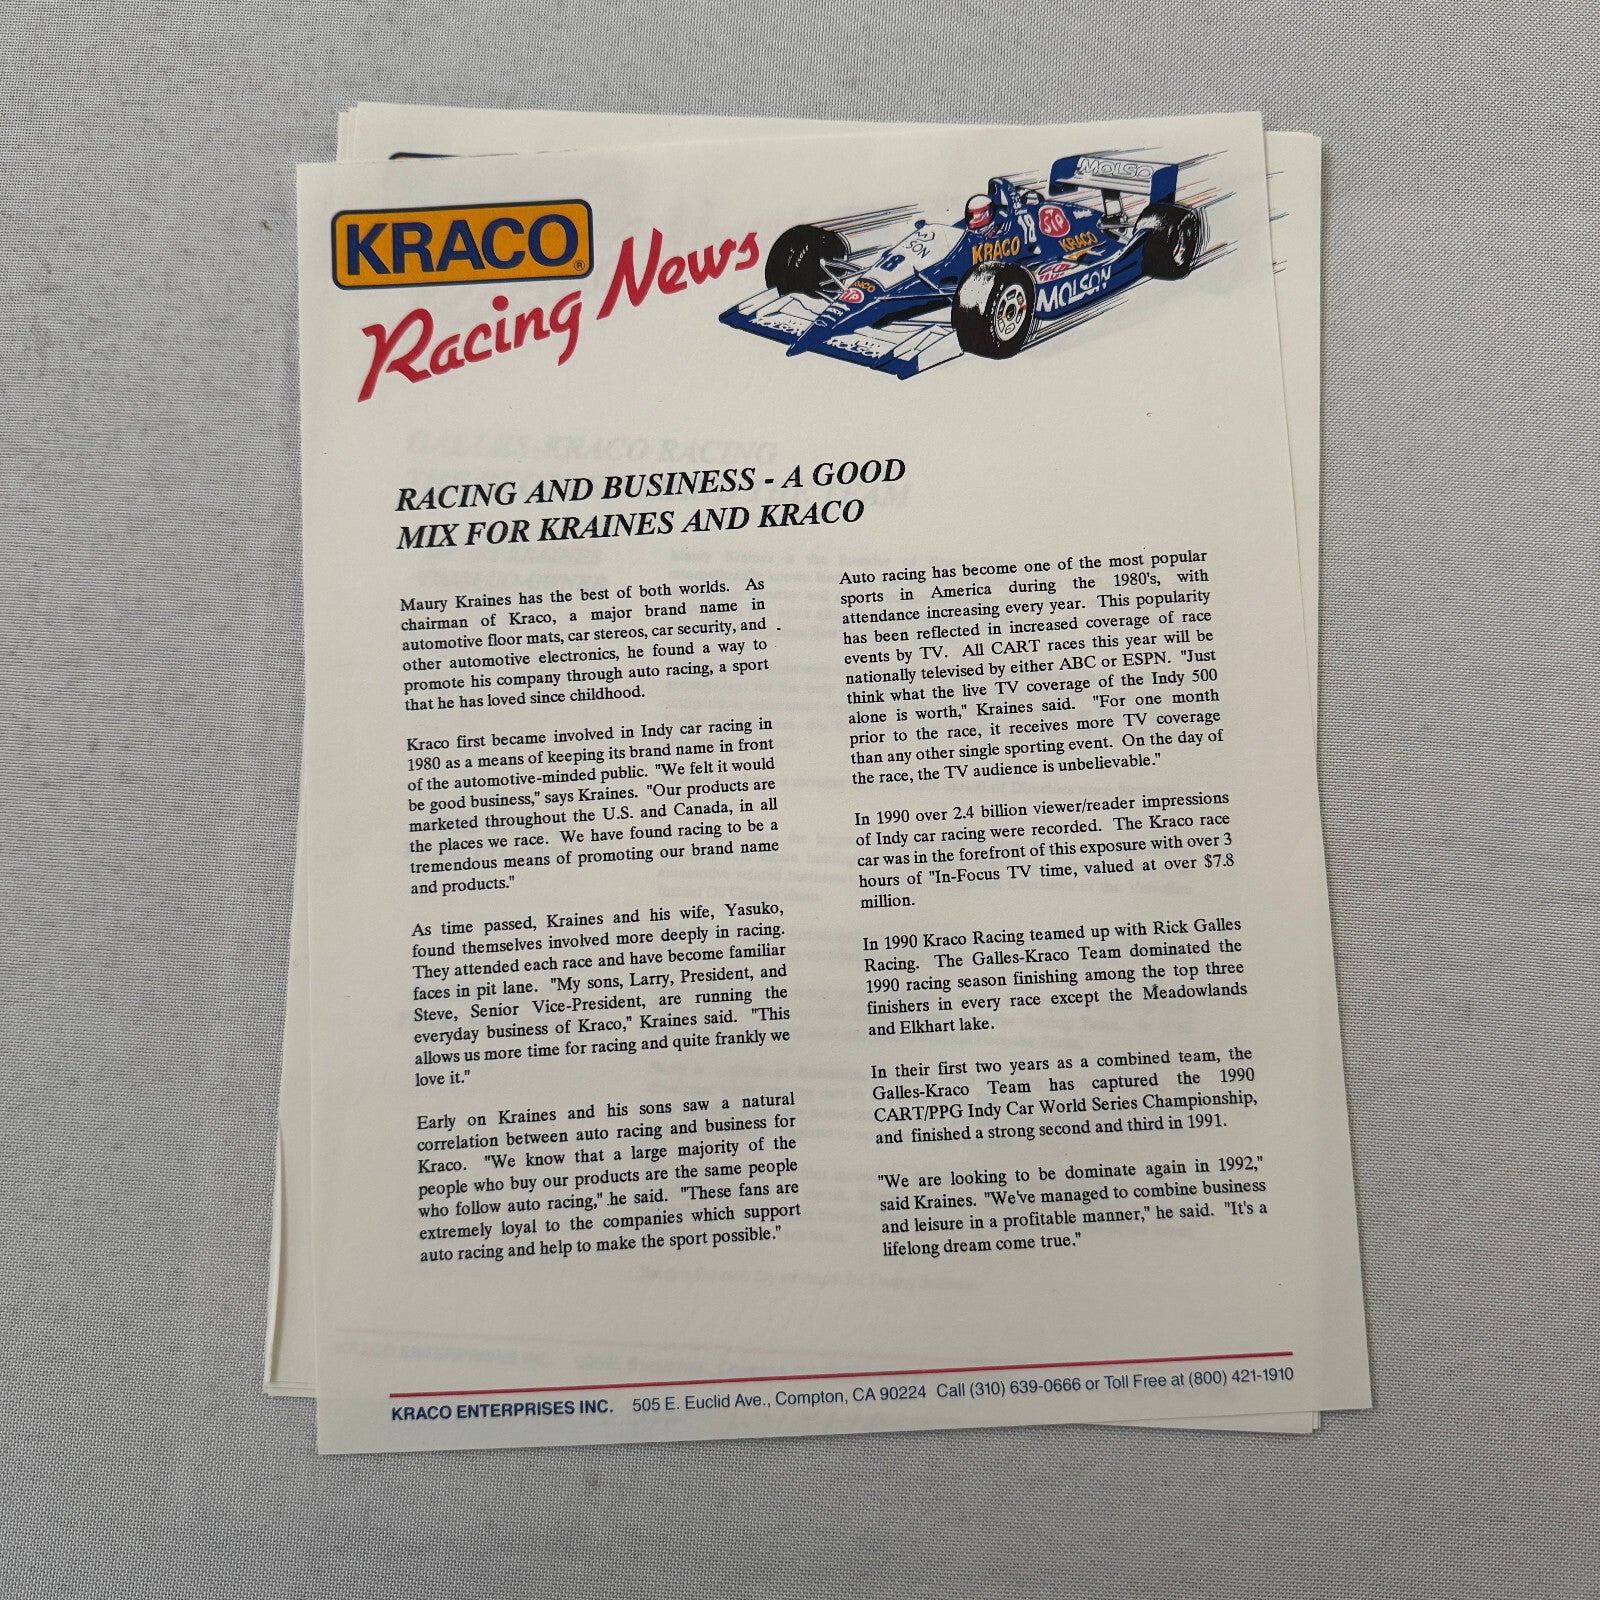 KRACO®
Racing News
MOLSO
MOLSON
18
STP
18
KRACO
KRACO
STP
MOLSON
MOLSON
RACING AND BUSINESS - A GOOD
MIX FOR KRAINES AND KRACO
Maury Kraines has the best of both worlds. As
chairman of Kraco, a major brand name in
automotive floor mats, car stereos, car security, and
other automotive electronics, he found a way to
promote his company through auto racing, a sport
that he has loved since childhood.
Kraco first became involved in Indy car racing in
1980 as a means of keeping its brand name in front
of the automotive-minded public. "We felt it would
be good business," says Kraines. "Our products are
marketed throughout the U.S. and Canada, in all
the places we race. We have found racing to be a
tremendous means of promoting our brand name
and products."
As time passed, Kraines and his wife, Yasuko,
found themselves involved more deeply in racing.
They attended each race and have become familiar
faces in pit lane. "My sons, Larry, President, and
Steve, Senior Vice-President, are running the
everyday business of Kraco," Kraines said. "This
allows us more time for racing and quite frankly we
love it."
Early on Kraines and his sons saw a natural
correlation between auto racing and business for
Kraco. "We know that a large majority of the
people who buy our products are the same people
who follow auto racing," he said. "These fans are
extremely loyal to the companies which support
auto racing and help to make the sport possible."
Auto racing has become one of the most popular
sports in America during the 1980's, with
attendance increasing every year. This popularity
has been reflected in increased coverage of race
events by TV. All CART races this year will be
nationally televised by either ABC or ESPN. "Just
think what the live TV coverage of the Indy 500
alone is worth," Kraines said. "For one month
prior to the race, it receives more TV coverage
than any other single sporting event. On the day of
the race, the TV audience is unbelievable."
In 1990 over 2.4 billion viewer/reader impressions
of Indy car racing were recorded. The Kraco race
car was in the forefront of this exposure with over 3
hours of "In-Focus TV time, valued at over $7.8
million.
In 1990 Kraco Racing teamed up with Rick Galles
Racing. The Galles-Kraco Team dominated the
1990 racing season finishing among the top three
finishers in every race except the Meadowlands
and Elkhart lake.
In their first two years as a combined team, the
Galles-Kraco Team has captured the 1990
CART/PPG Indy Car World Series Championship,
and finished a strong second and third in 1991.
"We are looking to be dominate again in 1992,"
said Kraines. "We've managed to combine business
and leisure in a profitable manner," he said. "It's a
lifelong dream come true."
KRACO ENTERPRISES INC. 505 E. Euclid Ave., Compton, CA 90224 Call (310) 639-0666 or Toll Free at (800) 421-1910